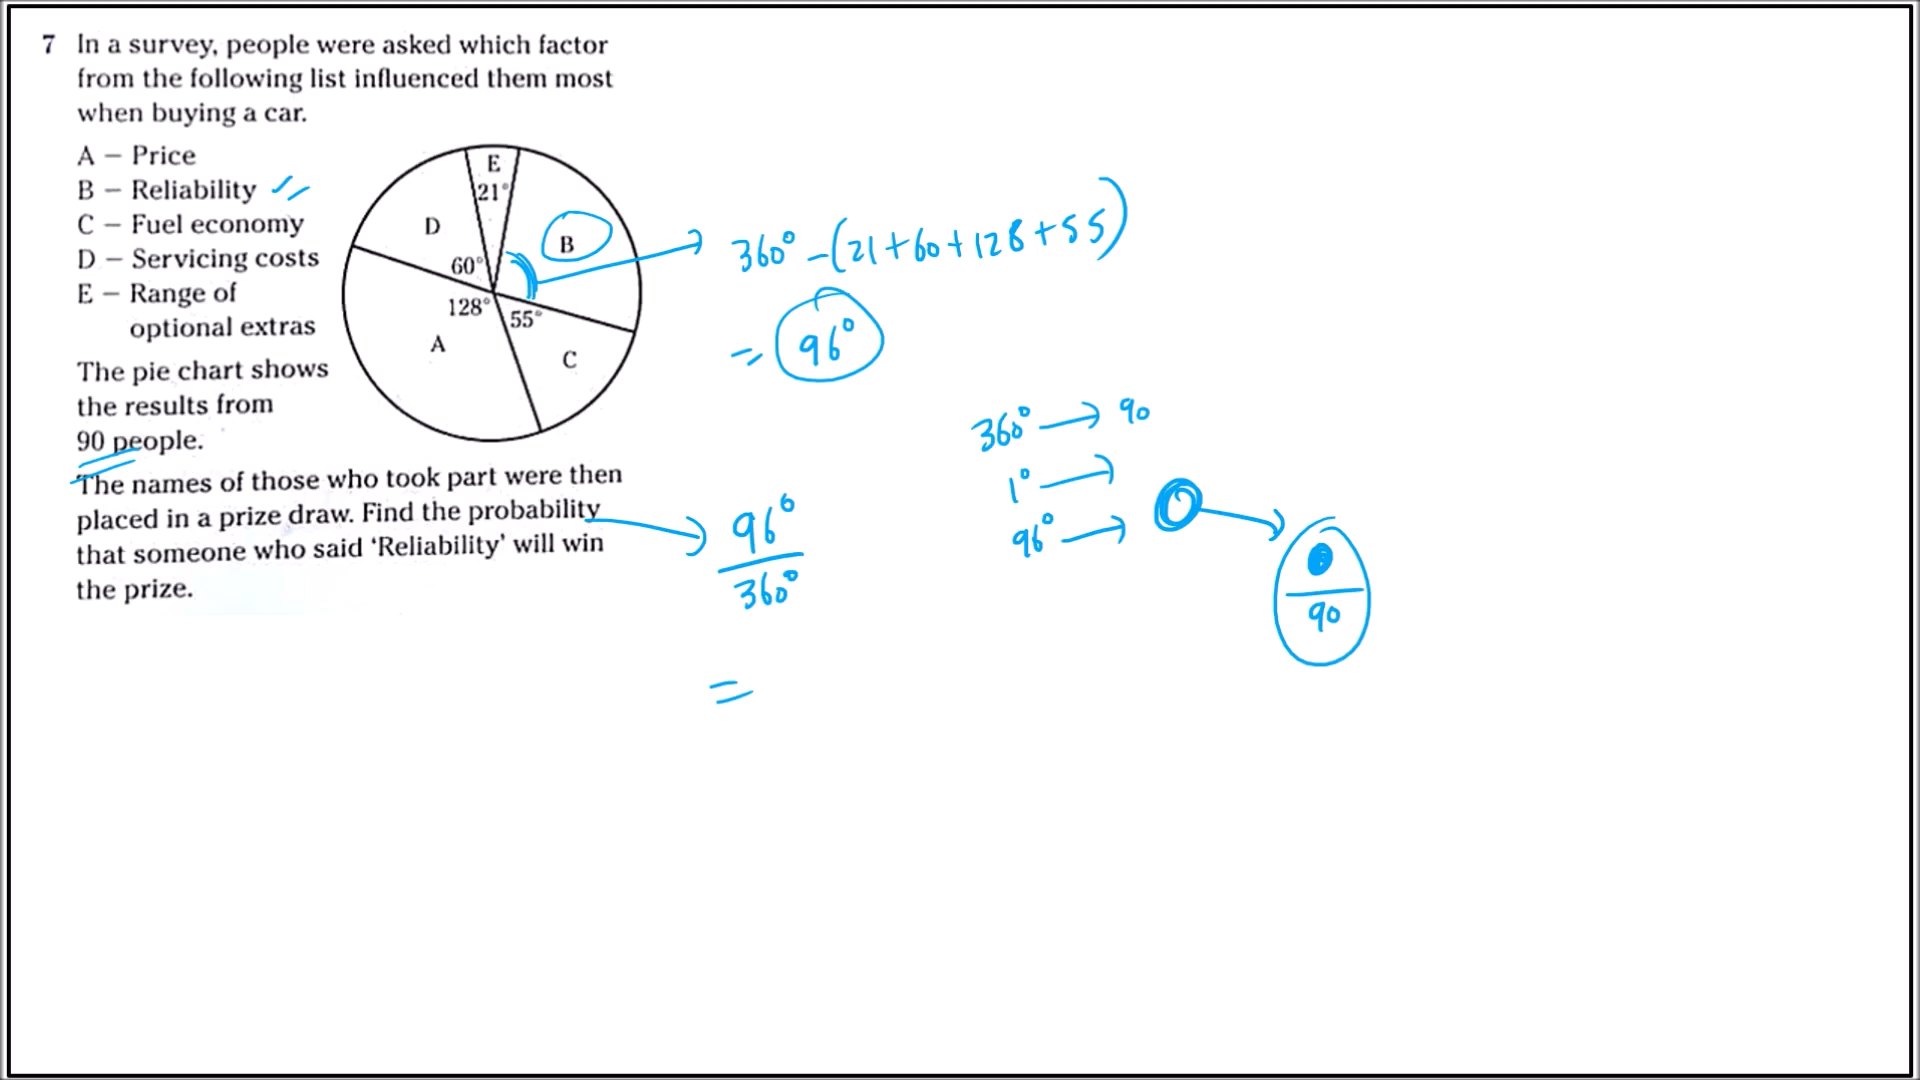 7 In a survey, people were asked which factor
from the following list influenced them most
when buying a car.
A – Price
B – Reliability
C – Fuel economy
D – Servicing costs
E – Range of
optional extras
The pie chart shows
the results from
90 people.
The names of those who took part were then
placed in a prize draw. Find the probability
that someone who said ‘Reliability’ will win
the prize.
E
21°
D
B
60°
128°
55°
A
C
360° -(21+60+128+55)
= 96°
360° → 90
1° →
96° →
96°
360°
90
=